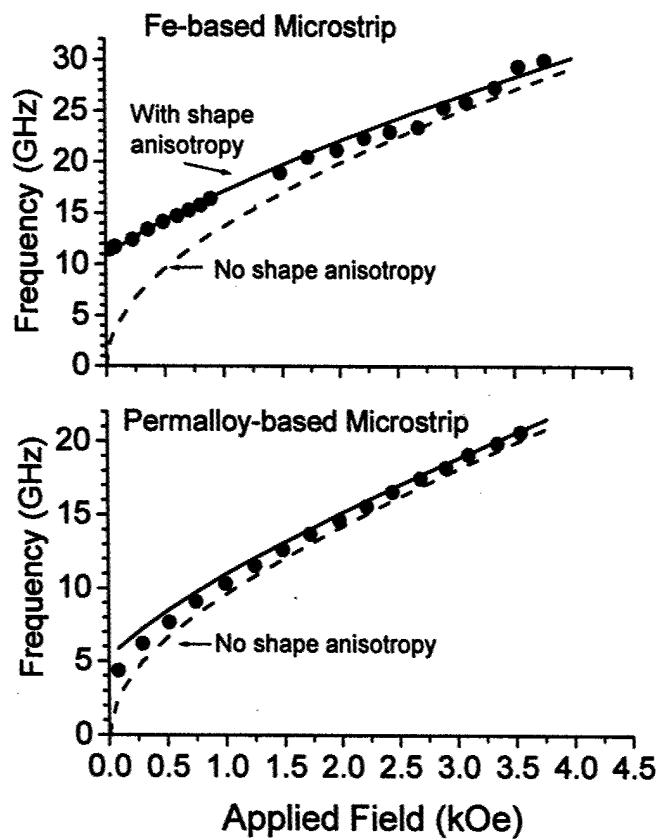 Fe-based Microstrip
30
25
20
15
10
5
0
Frequency (GHz)
With shape
anisotropy
No shape anisotropy
Permalloy-based Microstrip
20
15
10
5
0
Frequency (GHz)
No shape anisotropy
0.0 0.5 1.0 1.5 2.0 2.5 3.0 3.5 4.0 4.5
Applied Field (kOe)